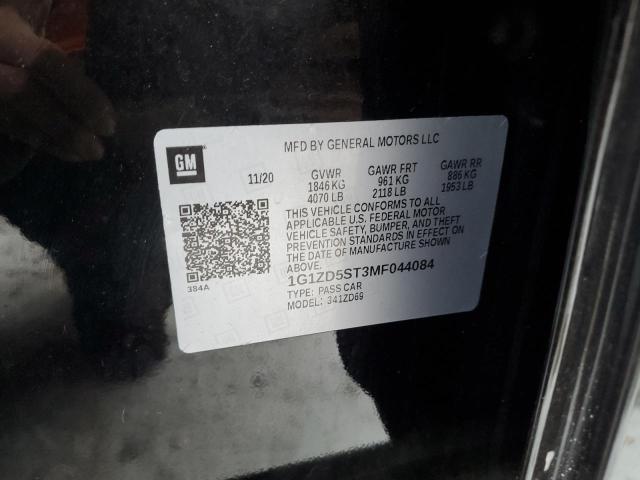 MFD BY GENERAL MOTORS LLC
GM
11/20 GVWR GAWR FRT GAWR RR
1846 KG 961 KG 886 KG
4070 LB 2118 LB 1953 LB
THIS VEHICLE CONFORMS TO ALL
APPLICABLE U.S. FEDERAL MOTOR
VEHICLE SAFETY, BUMPER, AND THEFT
PREVENTION STANDARDS IN EFFECT ON
THE DATE OF MANUFACTURE SHOWN
ABOVE.
384A
1G1ZD5ST3MF044084
TYPE: PASS CAR
MODEL: 341ZD69